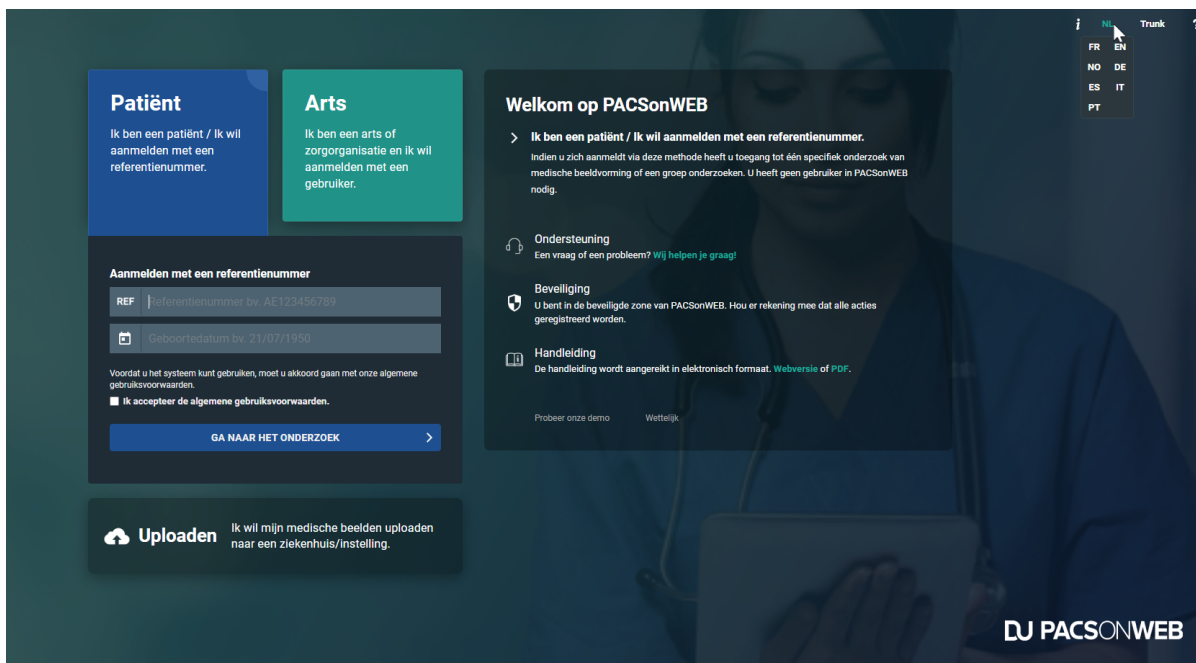 i NL Trunk ?
FR EN
NO DE
ES IT
PT
Patiënt
Ik ben een patiënt / Ik wil
aanmelden met een
referentienummer.
Arts
Ik ben een arts of
zorgorganisatie en ik wil
aanmelden met een
gebruiker.
Aanmelden met een referentienummer
REF Referentienummer bv. AE123456789
Geboortedatum bv. 21/07/1950
Voordat u het systeem kunt gebruiken, moet u akkoord gaan met onze algemene
gebruiksvoorwaarden.
Ik accepteer de algemene gebruiksvoorwaarden.
GA NAAR HET ONDERZOEK
Uploaden
Ik wil mijn medische beelden uploaden
naar een ziekenhuis/instelling.
Welkom op PACSonWEB
Ik ben een patiënt / Ik wil aanmelden met een referentienummer.
Indien u zich aanmeldt via deze methode heeft u toegang tot één specifiek onderzoek van
medische beeldvorming of een groep onderzoeken. U heeft geen gebruiker in PACSonWEB
nodig.
Ondersteuning
Een vraag of een probleem? Wij helpen je graag!
Beveiliging
U bent in de beveiligde zone van PACSonWEB. Hou er rekening mee dat alle acties
geregistreerd worden.
Handleiding
De handleiding wordt aangereikt in elektronisch formaat. Webversie of PDF.
Probeer onze demo Wettelijk
PACSONWEB